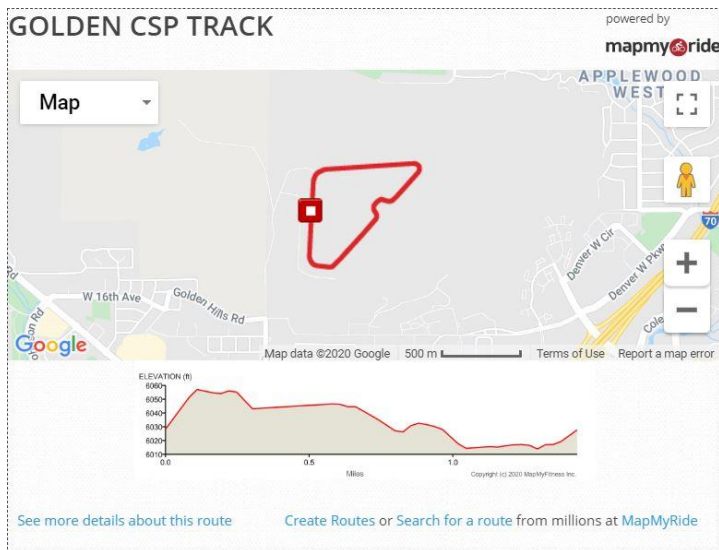 GOLDEN CSP TRACK
powered by
mapmyride
Map
APPLEWOOD
WEST
70
Denver W Cir
Denver W Pkwy
W 16th Ave
Golden Hills Rd
Rd
Cole
Google
Map data ©2020 Google
500 m
Terms of Use
Report a map error
ELEVATION (ft)
6060
6050
6040
6030
6020
6010
0.0
0.5
1.0
Miles
Copyright (c) 2020 MapMyFitness Inc.
See more details about this route
Create Routes or Search for a route from millions at MapMyRide